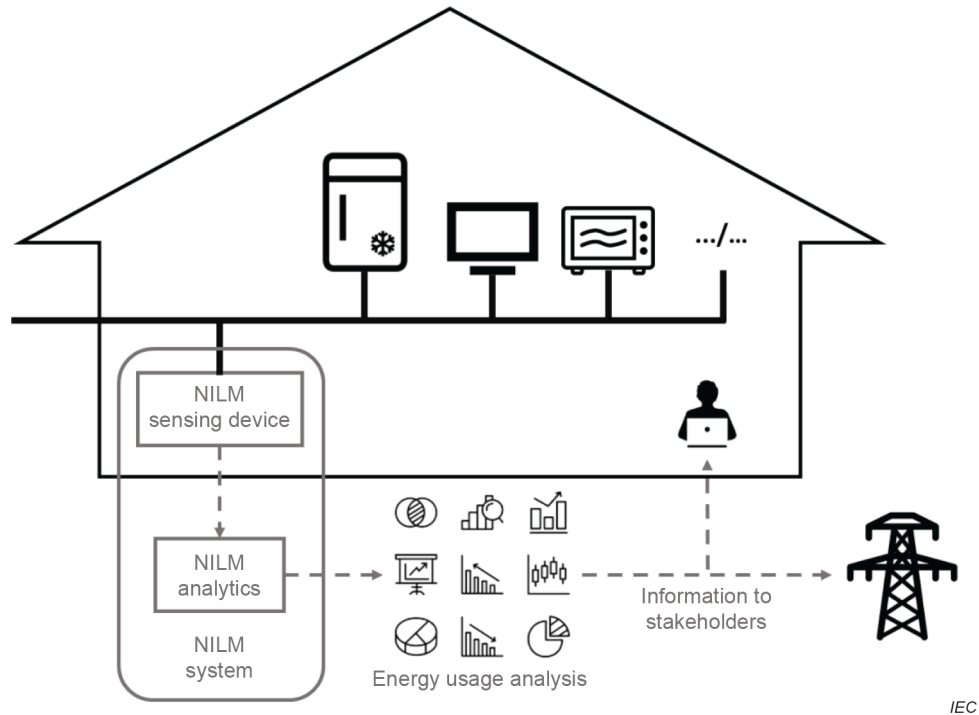 .../...
NILM
sensing device
NILM
analytics
NILM
system
Energy usage analysis
Information to
stakeholders
IEC